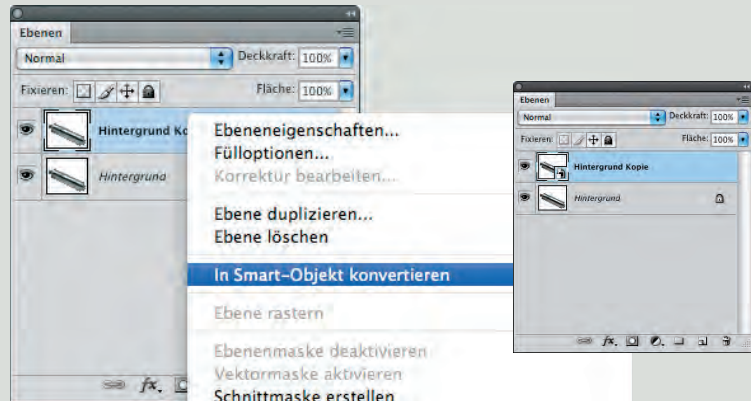 Ebenen
Normal Deckkraft: 100%
Fixieren: Fläche: 100%
Hintergrund
Hintergrund
Ebeneneigenschaften...
Fülloptionen...
Korrektur bearbeiten...
Ebene duplizieren...
Ebene löschen
In Smart-Objekt konvertieren
Ebene rastern
Ebenenmaske deaktivieren
Vektormaske aktivieren
Schnittmaske erstellen
fx.
Ebenen
Normal Deckkraft: 100%
Fixieren: Fläche: 100%
Hintergrund Kopie
Hintergrund
fx.